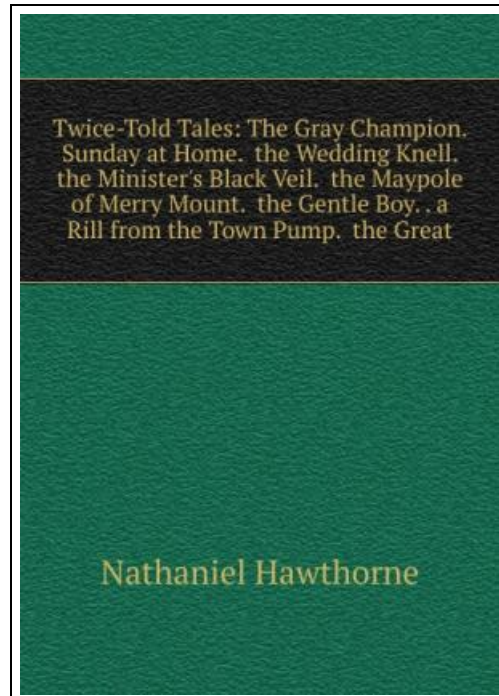 Twice-Told Tales: The Gray Champion.
Sunday at Home.  the Wedding Knell.
the Minister's Black Veil.  the Maypole
of Merry Mount.  the Gentle Boy. . a
Rill from the Town Pump.  the Great
Nathaniel Hawthorne